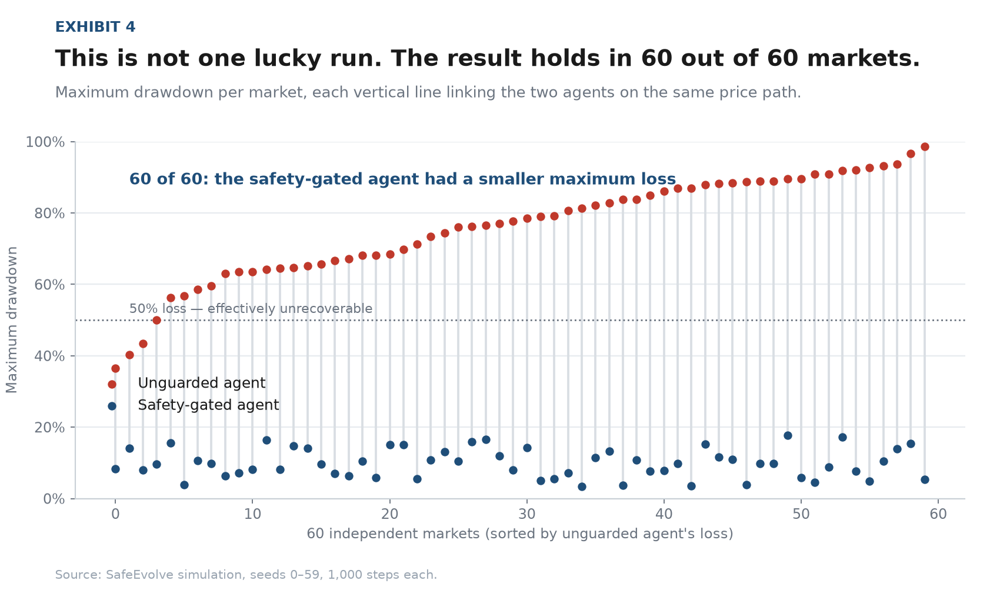 EXHIBIT 4
This is not one lucky run. The result holds in 60 out of 60 markets.
Maximum drawdown per market, each vertical line linking the two agents on the same price path.
100%
60 of 60: the safety-gated agent had a smaller maximum loss
80%
60%
50% loss — effectively unrecoverable
40%
Unguarded agent
Safety-gated agent
20%
0%
Maximum drawdown
0 10 20 30 40 50 60
60 independent markets (sorted by unguarded agent's loss)
Source: SafeEvolve simulation, seeds 0–59, 1,000 steps each.